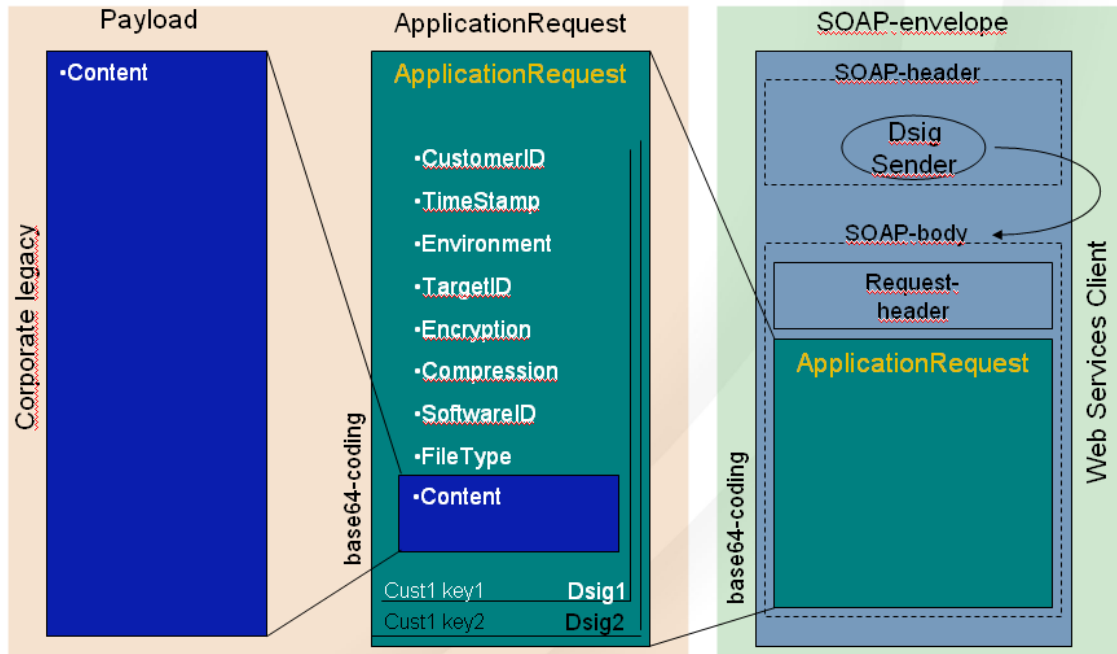 Payload
•Content
Corporate legacy
ApplicationRequest
ApplicationRequest
•CustomerID
•TimeStamp
•Environment
•TargetID
•Encryption
•Compression
•SoftwareID
•FileType
•Content
base64-coding
Cust1 key1 Dsig1
Cust1 key2 Dsig2
SOAP-envelope
SOAP-header
Dsig
Sender
SOAP-body
Request-
header
ApplicationRequest
base64-coding
Web Services Client